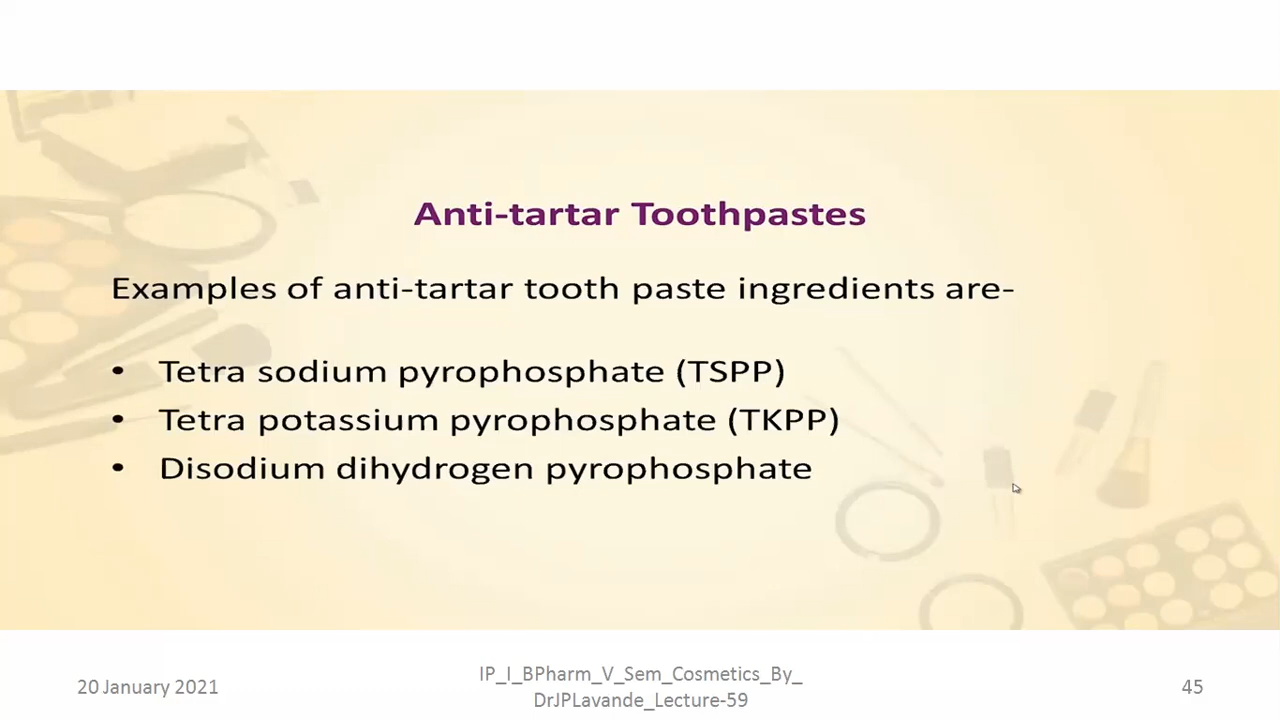 Anti-tartar Toothpastes
Examples of anti-tartar tooth paste ingredients are-
• Tetra sodium pyrophosphate (TSPP)
• Tetra potassium pyrophosphate (TKPP)
• Disodium dihydrogen pyrophosphate
20 January 2021
IP_I_BPharm_V_Sem_Cosmetics_By_
DrJPLavande_Lecture-59
45